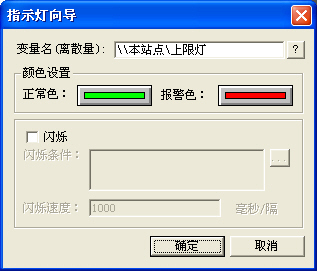 指示灯向导
变量名(离散量): \\本站点\上限灯 ?
颜色设置
正常色: 报警色:
闪烁
闪烁条件: ...
闪烁速度: 1000 毫秒/隔
确定 取消